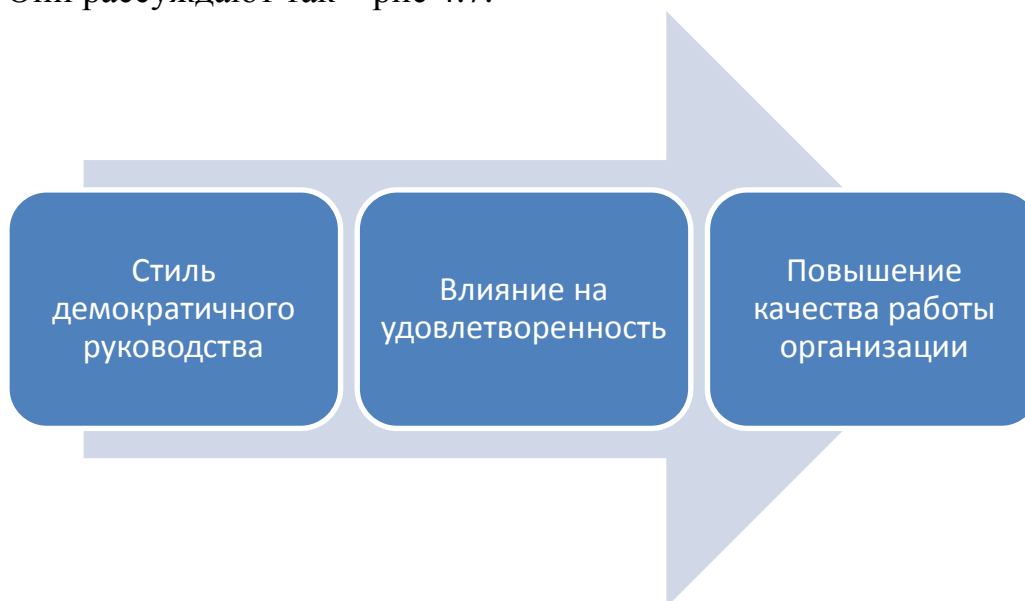 Они рассуждают так – рис 4.7.
Стиль
демократичного
руководства
Влияние на
удовлетворенность
Повышение
качества работы
организации